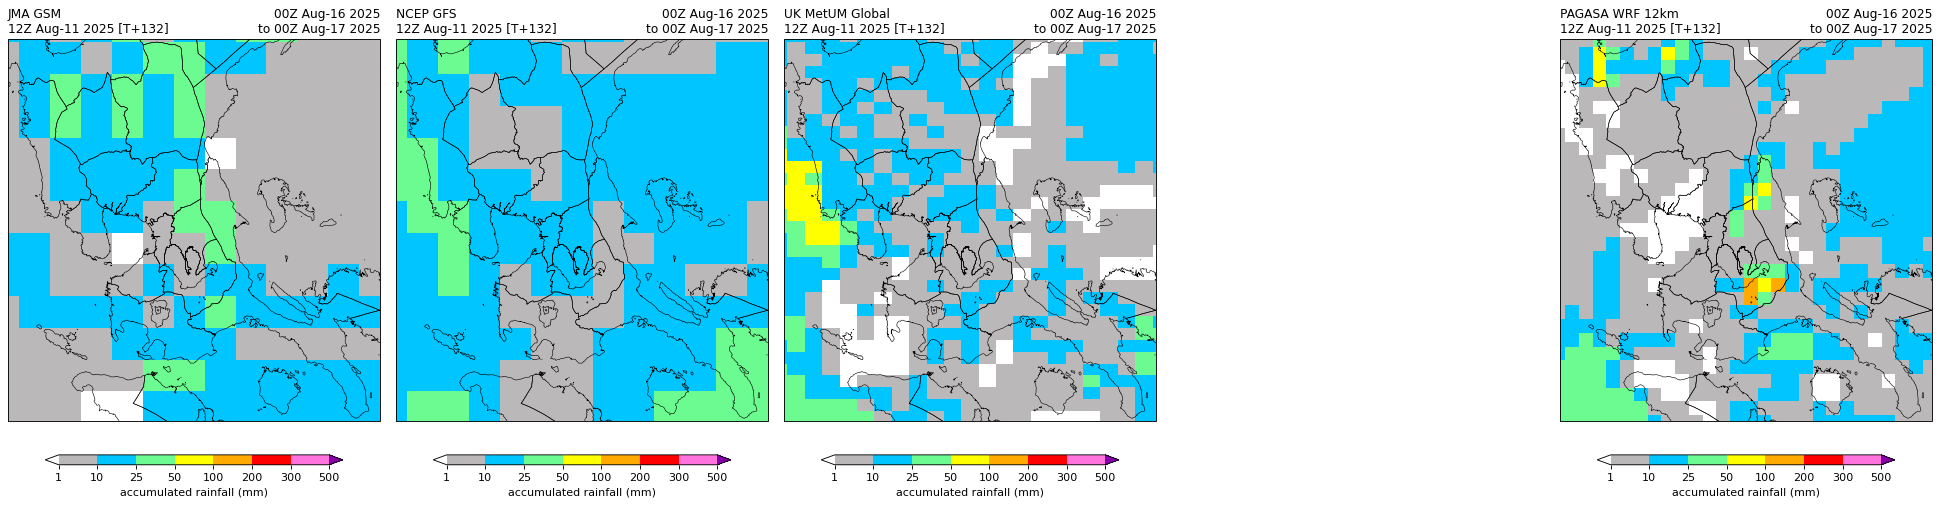 JMA GSM 00Z Aug-16 2025
12Z Aug-11 2025 [T+132] to 00Z Aug-17 2025
1 10 25 50 100 200 300 500
accumulated rainfall (mm)
NCEP GFS 00Z Aug-16 2025
12Z Aug-11 2025 [T+132] to 00Z Aug-17 2025
1 10 25 50 100 200 300 500
accumulated rainfall (mm)
UK MetUM Global 00Z Aug-16 2025
12Z Aug-11 2025 [T+132] to 00Z Aug-17 2025
1 10 25 50 100 200 300 500
accumulated rainfall (mm)
PAGASA WRF 12km 00Z Aug-16 2025
12Z Aug-11 2025 [T+132] to 00Z Aug-17 2025
1 10 25 50 100 200 300 500
accumulated rainfall (mm)